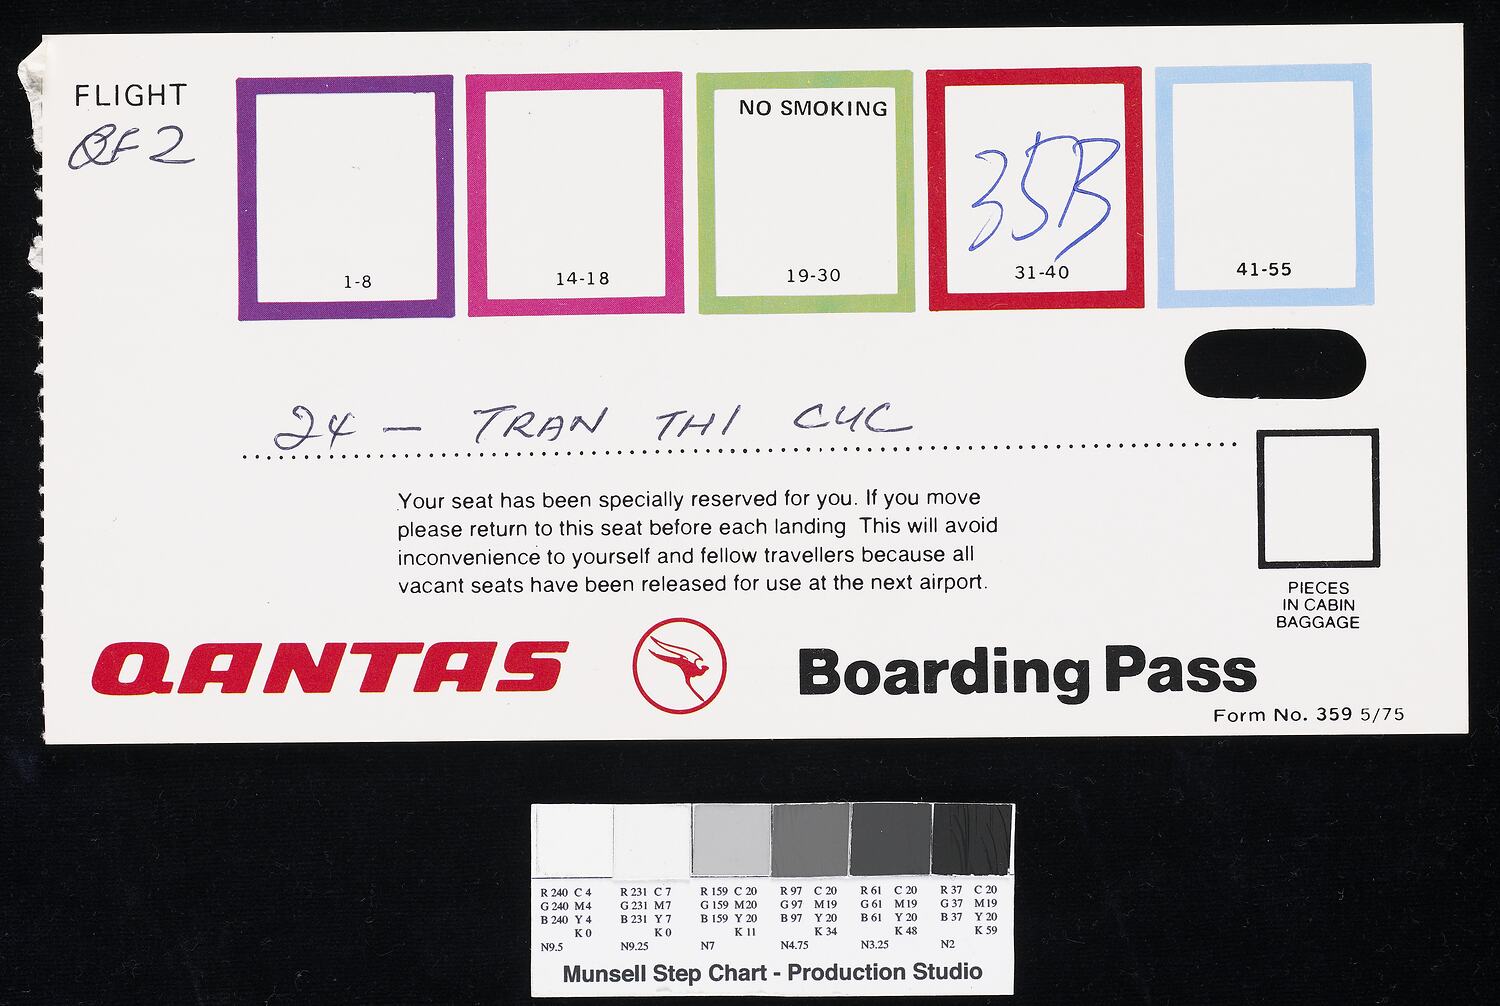 FLIGHT
QF2
1-8
14-18
NO SMOKING
19-30
35B
31-40
41-55
24 - TRAN THI CUC
Your seat has been specially reserved for you. If you move
please return to this seat before each landing This will avoid
inconvenience to yourself and fellow travellers because all
vacant seats have been released for use at the next airport.
PIECES
IN CABIN
BAGGAGE
QANTAS
Boarding Pass
Form No. 359 5/75
R 240 C 4 R 231 C 7 R 159 C 20 R 97 C 20 R 61 C 20 R 37 C 20
G 240 M4 G 231 M7 G 159 M20 G 97 M19 G 61 M19 G 37 M19
B 240 Y 4 B 231 Y 7 B 159 Y 20 B 97 Y 20 B 61 Y 20 B 37 Y 20
K 0 K 0 K 11 K 34 K 48 K 59
N9.5 N9.25 N7 N4.75 N3.25 N2
Munsell Step Chart - Production Studio